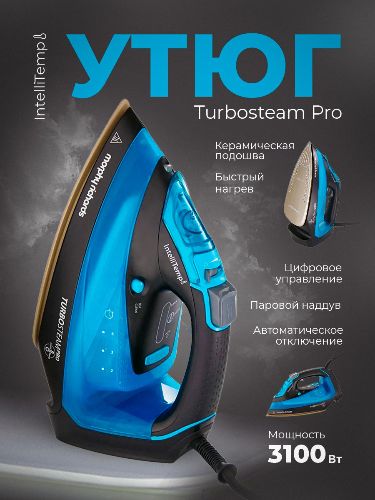 IntelliTemp
УТЮГ
Turbosteam Pro
Керамическая
подошва
Быстрый
нагрев
morphy richards
IntelliTemp
Цифровое
управление
Паровой наддув
Автоматическое
отключение
TURBOSTEAMPRO
Мощность
3100 Вт